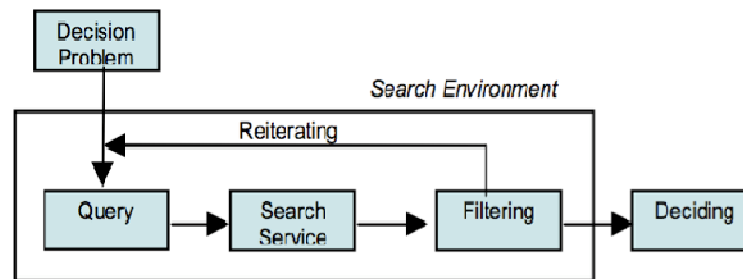 Decision
Problem
Search Environment
Reiterating
Query
Search
Service
Filtering
Deciding